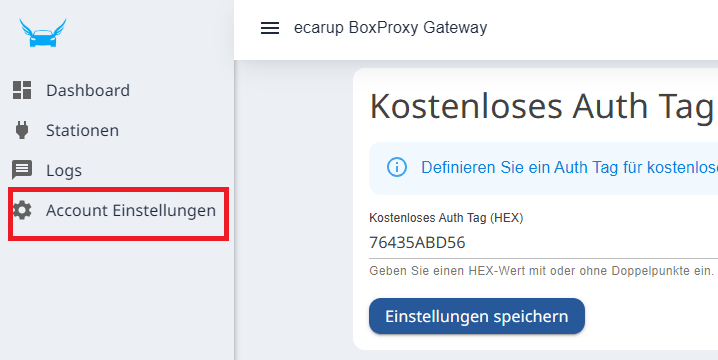 ecarup BoxProxy Gateway
Dashboard
Stationen
Logs
Account Einstellungen
Kostenloses Auth Tag
Definieren Sie ein Auth Tag für
Kostenloses Auth Tag (HEX)
76435ABD56
Geben Sie einen HEX-Wert mit oder ohne Doppelpunkte ein.
Einstellungen speichern